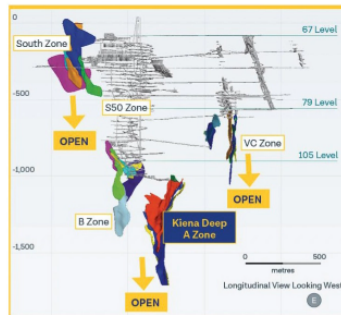 0
67 Level
South Zone
-500
S50 Zone
79 Level
OPEN
VC Zone
-1,000
105 Level
B Zone
Kiena Deep
A Zone
OPEN
-1,500
OPEN
0
500
metres
Longitudinal View Looking West
E